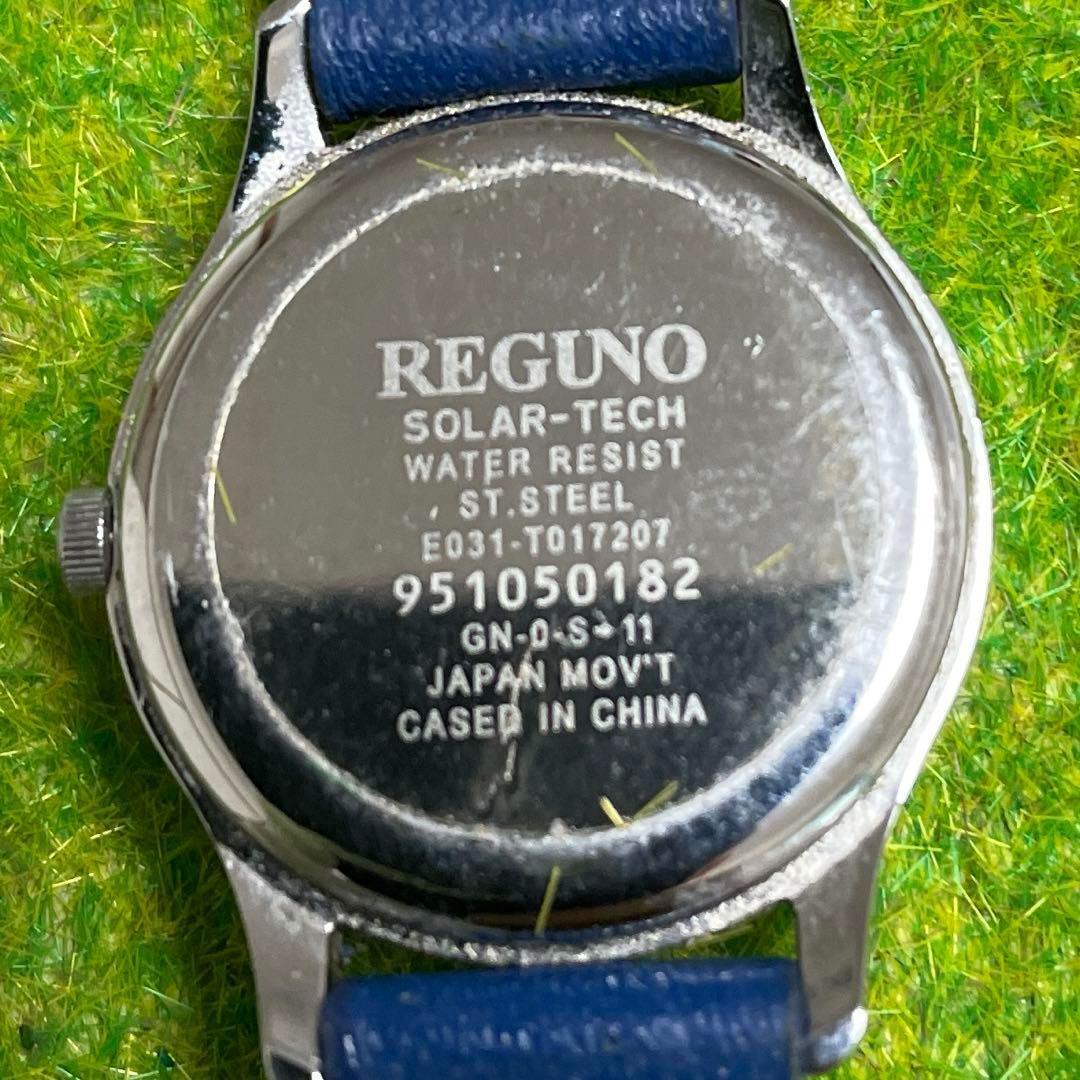 REGUNO
SOLAR-TECH
WATER RESIST
ST.STEEL
E031-T017207
951050182
GN-0-S-11
JAPAN MOV'T
CASED IN CHINA